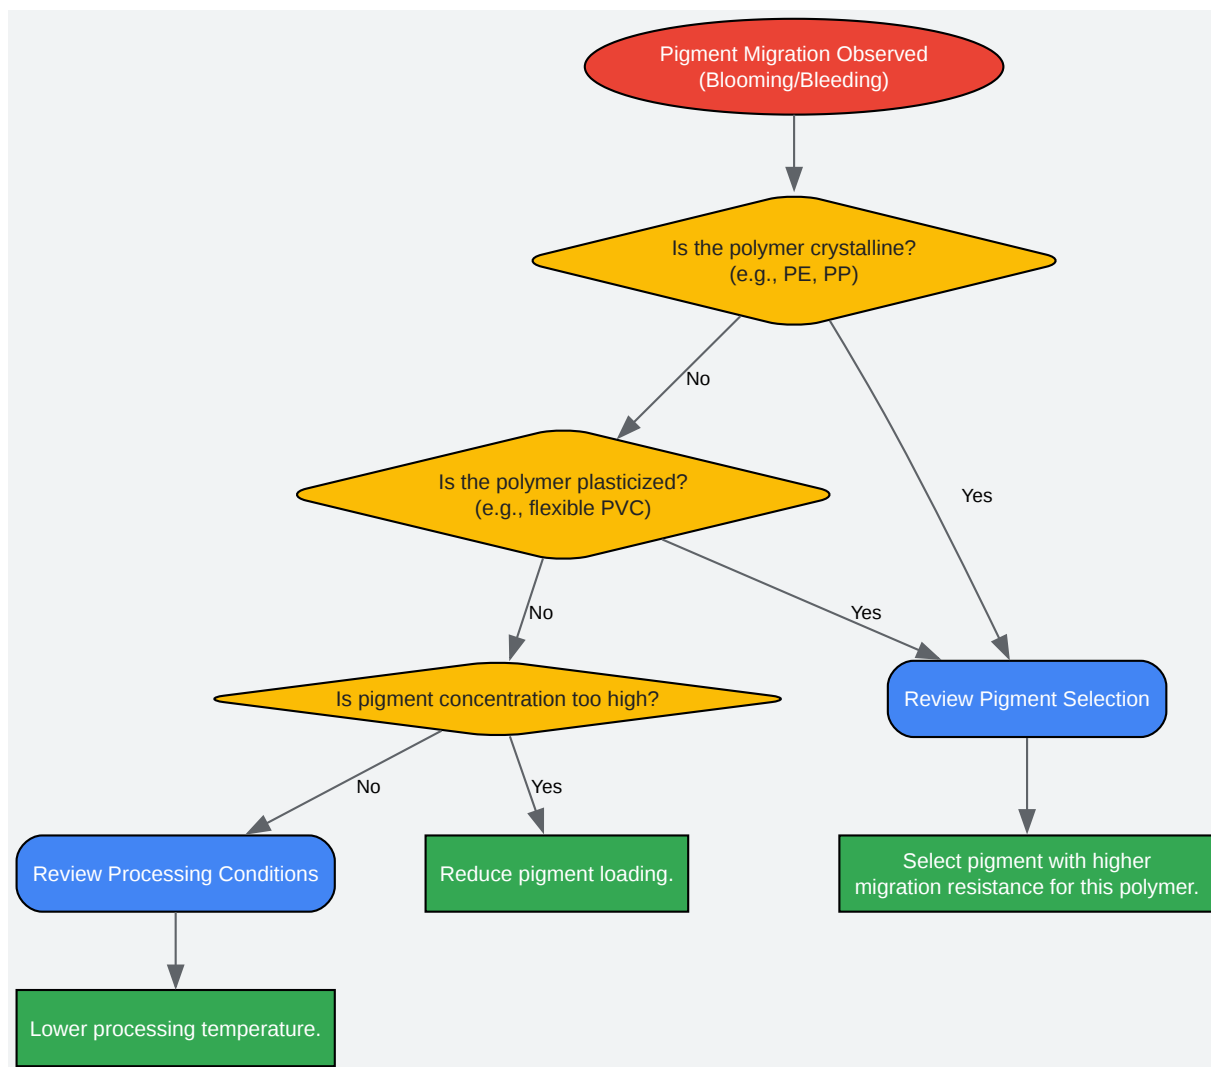 Pigment Migration Observed
(Blooming/Bleeding)
Is the polymer crystalline?
(e.g., PE, PP)
No
Yes
Is the polymer plasticized?
(e.g., flexible PVC)
No
Yes
Is pigment concentration too high?
Review Pigment Selection
No
Yes
Review Processing Conditions
Reduce pigment loading.
Select pigment with higher
migration resistance for this polymer.
Lower processing temperature.